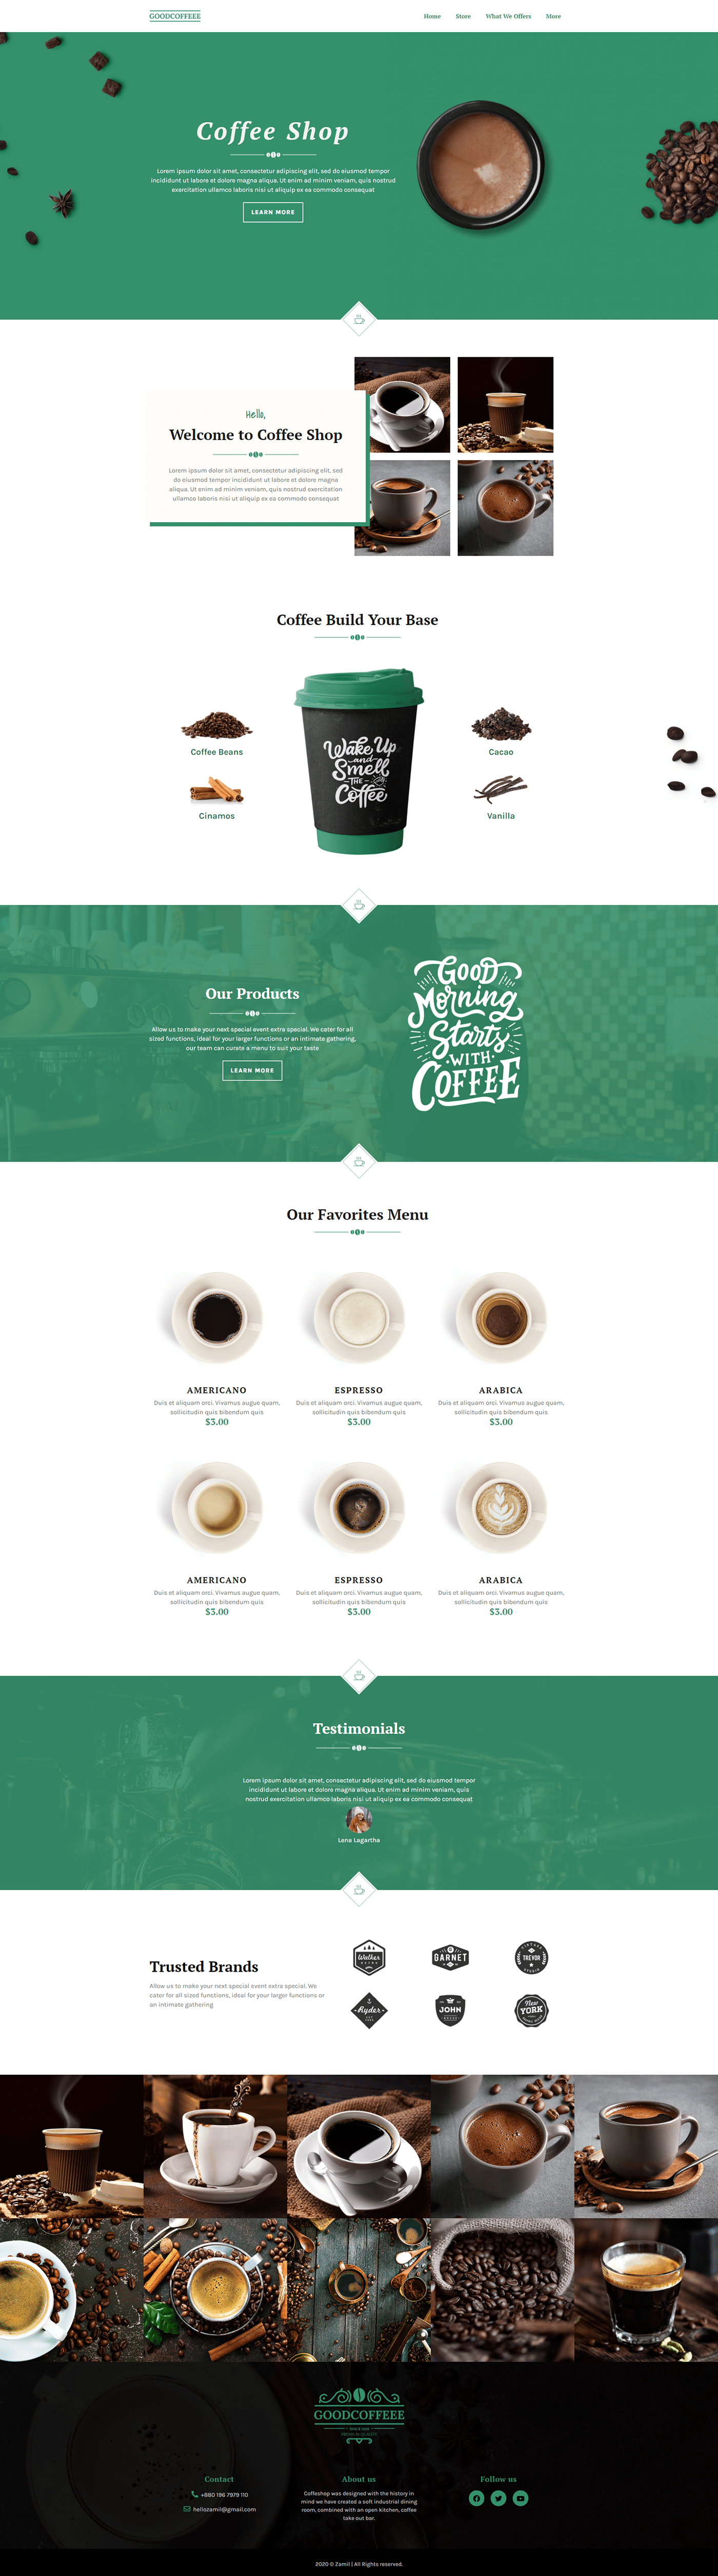 GOODCOFFEEE
Home Store What We Offers More
Coffee Shop
Lorem ipsum dolor sit amet, consectetur adipiscing elit, sed do eiusmod tempor
incididunt ut labore et dolore magna aliqua. Ut enim ad minim veniam, quis nostrud
exercitation ullamco laboris nisi ut aliquip ex ea commodo consequat
LEARN MORE
Hello,
Welcome to Coffee Shop
Lorem ipsum dolor sit amet, consectetur adipiscing elit, sed
do eiusmod tempor incididunt ut labore et dolore magna
aliqua. Ut enim ad minim veniam, quis nostrud exercitation
ullamco laboris nisi ut aliquip ex ea commodo consequat
Coffee Build Your Base
Coffee Beans
Cinamos
Wake Up
and
Smell
THE
Coffee
Cacao
Vanilla
Our Products
Allow us to make your next special event extra special. We cater for all
sized functions, ideal for your larger functions or an intimate gathering,
our team can curate a menu to suit your taste
LEARN MORE
GOOD
Morning
Starts
WITH
COFFEE
Our Favorites Menu
AMERICANO
Duis et aliquam orci. Vivamus augue quam,
sollicitudin quis bibendum quis
$3.00
ESPRESSO
Duis et aliquam orci. Vivamus augue quam,
sollicitudin quis bibendum quis
$3.00
ARABICA
Duis et aliquam orci. Vivamus augue quam,
sollicitudin quis bibendum quis
$3.00
AMERICANO
Duis et aliquam orci. Vivamus augue quam,
sollicitudin quis bibendum quis
$3.00
ESPRESSO
Duis et aliquam orci. Vivamus augue quam,
sollicitudin quis bibendum quis
$3.00
ARABICA
Duis et aliquam orci. Vivamus augue quam,
sollicitudin quis bibendum quis
$3.00
Testimonials
Lorem ipsum dolor sit amet, consectetur adipiscing elit, sed do eiusmod tempor
incididunt ut labore et dolore magna aliqua. Ut enim ad minim veniam, quis
nostrud exercitation ullamco laboris nisi ut aliquip ex ea commodo consequat
Lena Lagartha
Trusted Brands
Allow us to make your next special event extra special. We
cater for all sized functions, ideal for your larger functions or
an intimate gathering
Walker
GARNET
TREVOR
Ryder
JOHN
New
YORK
GOODCOFFEEE
Contact
+880 196 7979 110
hellozamil@gmail.com
About us
Coffeshop was designed with the history in
mind we have created a soft industrial dining
room, combined with an open kitchen, coffee
take out bar.
Follow us
2020 © Zamil | All Rights reserved.